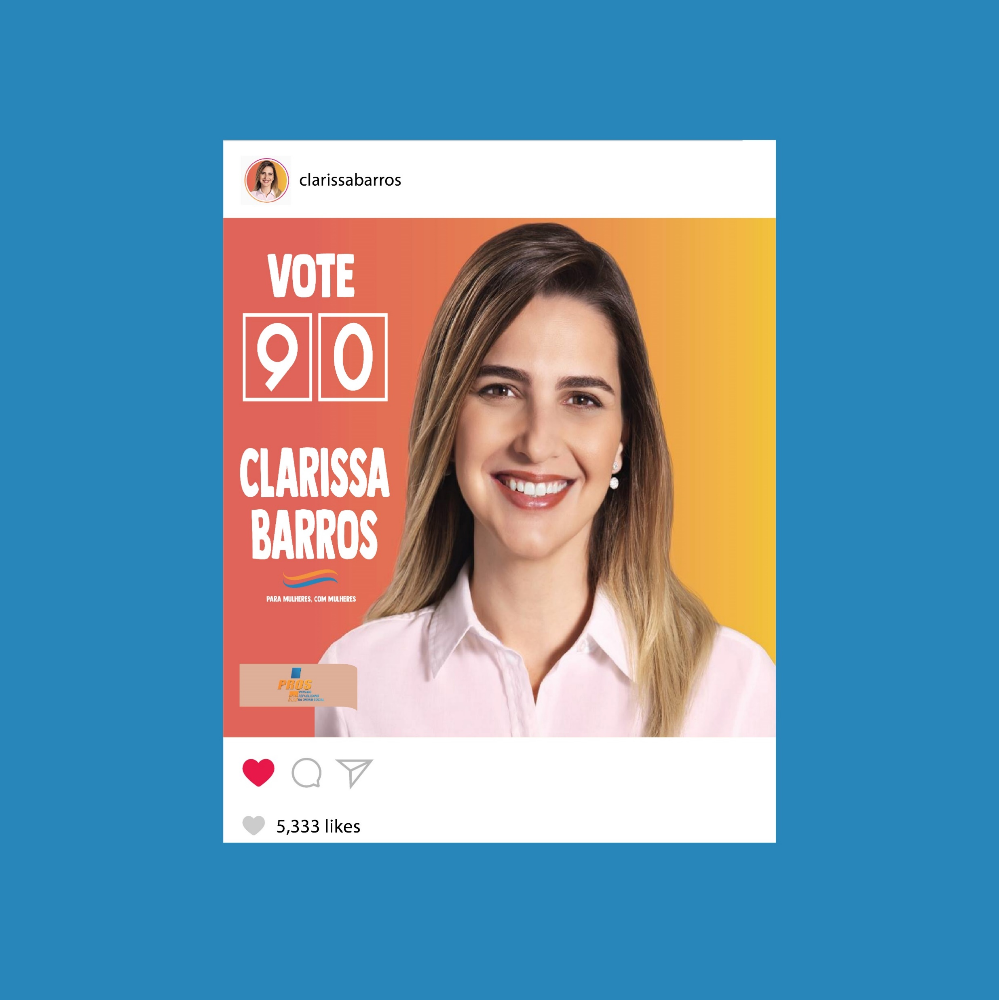 clarissabarros
VOTE
90
CLARISSA
BARROS
PARA MULHERES, COM MULHERES
PROS
PARTIDO
REPUBLICANO
DA ORDEM SOCIAL
5,333 likes